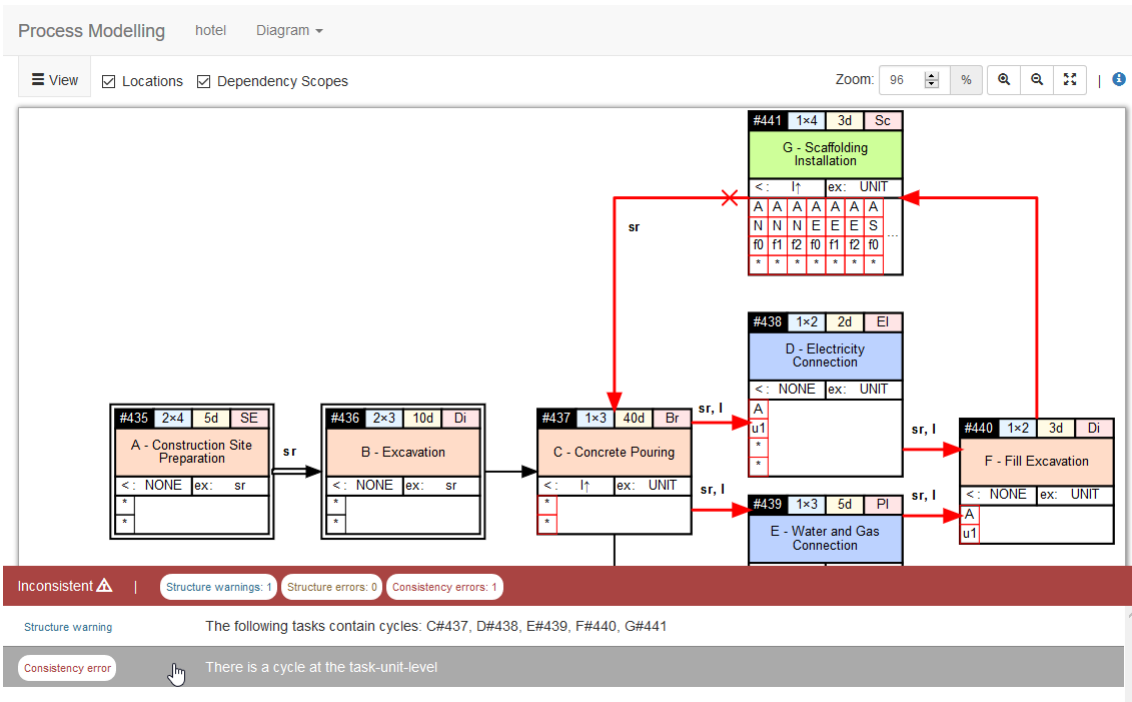 Process Modelling hotel Diagram
View Locations Dependency Scopes Zoom: 96 %
#441 1×4 3d Sc
G - Scaffolding
Installation
<: I↑ ex: UNIT
A A A A A A A
N N N E E E S ...
f0 f1 f2 f0 f1 f2 f0
* * * * * * *
sr
#438 1×2 2d El
D - Electricity
Connection
<: NONE ex: UNIT
A
u1
*
*
#435 2×4 5d SE
A - Construction Site
Preparation
<: NONE ex: sr
*
*
sr
#436 2×3 10d Di
B - Excavation
<: NONE ex: sr
*
*
#437 1×3 40d Br
C - Concrete Pouring
<: I↑ ex: UNIT
*
*
sr, l
sr, l
#439 1×3 5d Pl
E - Water and Gas
Connection
sr, l
sr, l
#440 1×2 3d Di
F - Fill Excavation
<: NONE ex: UNIT
A
u1
Inconsistent | Structure warnings: 1 Structure errors: 0 Consistency errors: 1
Structure warning The following tasks contain cycles: C#437, D#438, E#439, F#440, G#441
Consistency error There is a cycle at the task-unit-level